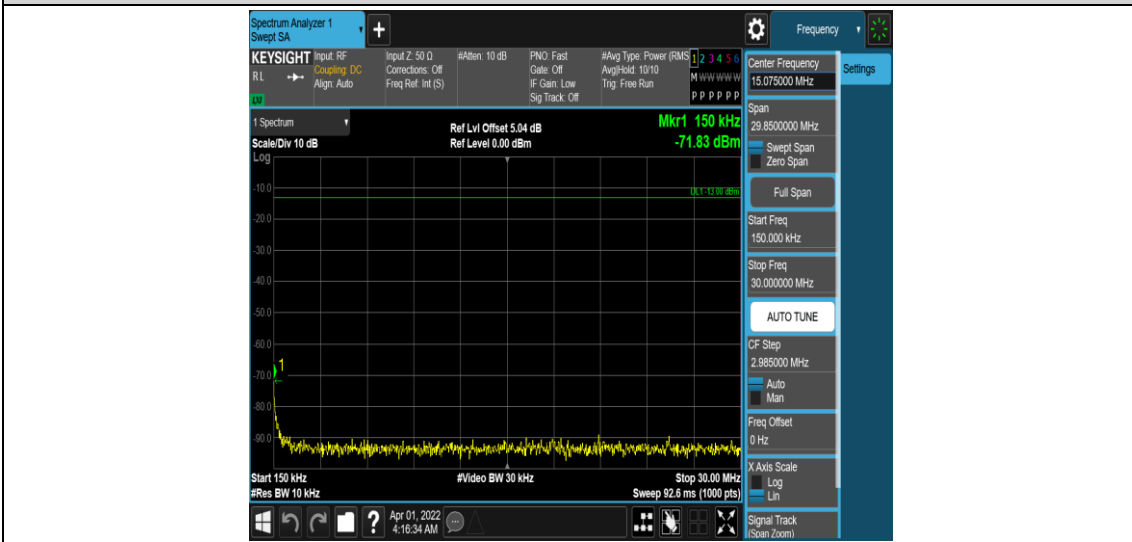 Spectrum Analyzer 1
Swept SA
+
Frequency
KEYSIGHT
Input: RF
Coupling: DC
Align: Auto
Input Z: 50 Ω
Corrections: Off
Freq Ref: Int (S)
#Atten: 10 dB
PNO: Fast
Gate: Off
IF Gain: Low
Sig Track: Off
#Avg Type: Power (RMS
Avg|Hold: 10/10
Trig: Free Run
1 2 3 4 5 6
M W W W W W
P P P P P P
R L
LXI
1 Spectrum
Scale/Div 10 dB
Log
Ref Lvl Offset 5.04 dB
Ref Level 0.00 dBm
Mkr1 150 kHz
-71.83 dBm
DL1 -13.00 dBm
-10.0
-20.0
-30.0
-40.0
-50.0
-60.0
1
-70.0
-80.0
-90.0
Start 150 kHz
#Res BW 10 kHz
#Video BW 30 kHz
Stop 30.00 MHz
Sweep 92.6 ms (1000 pts)
?
Apr 01, 2022
4:16:34 AM
Center Frequency
15.075000 MHz
Settings
Span
29.8500000 MHz
Swept Span
Zero Span
Full Span
Start Freq
150.000 kHz
Stop Freq
30.000000 MHz
AUTO TUNE
CF Step
2.985000 MHz
Auto
Man
Freq Offset
0 Hz
X Axis Scale
Log
Lin
Signal Track
(Span Zoom)